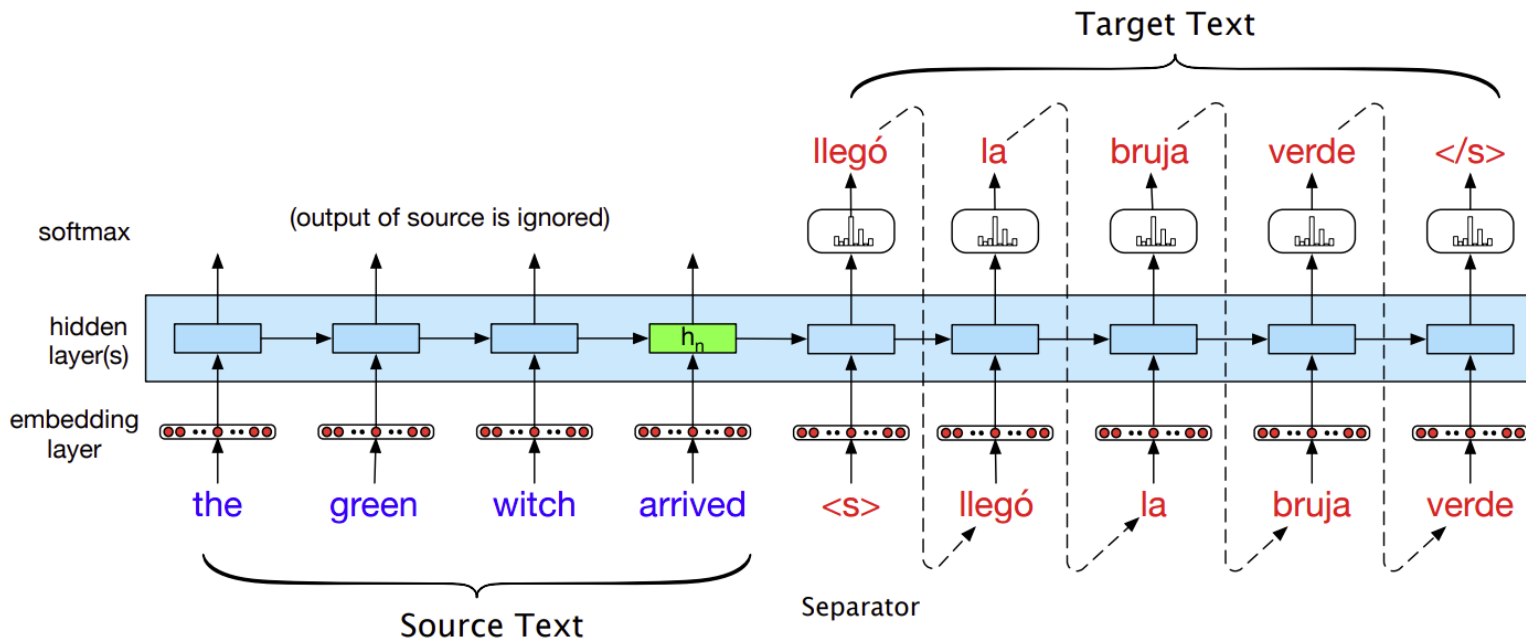 Target Text
llegó la bruja verde </s>
softmax (output of source is ignored)
hidden
layer(s)
h_n
embedding
layer
the green witch arrived <s> llegó la bruja verde
Separator
Source Text